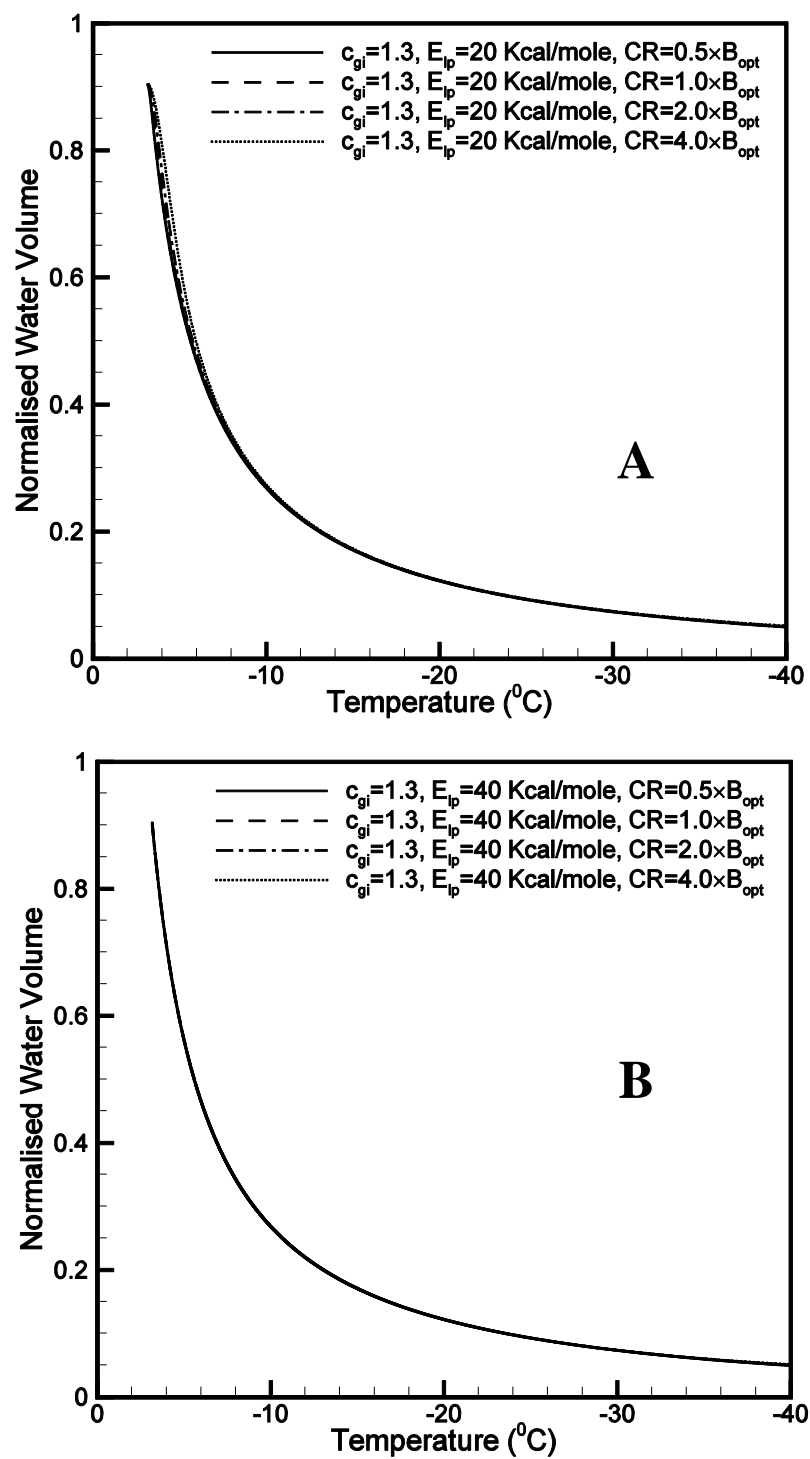 1
c_gi=1.3, E_lp=20 Kcal/mole, CR=0.5×B_opt
c_gi=1.3, E_lp=20 Kcal/mole, CR=1.0×B_opt
c_gi=1.3, E_lp=20 Kcal/mole, CR=2.0×B_opt
c_gi=1.3, E_lp=20 Kcal/mole, CR=4.0×B_opt
0.8
0.6
0.4
0.2
0
Normalised Water Volume
A
0 -10 -20 -30 -40
Temperature (⁰C)
1
c_gi=1.3, E_lp=40 Kcal/mole, CR=0.5×B_opt
c_gi=1.3, E_lp=40 Kcal/mole, CR=1.0×B_opt
c_gi=1.3, E_lp=40 Kcal/mole, CR=2.0×B_opt
c_gi=1.3, E_lp=40 Kcal/mole, CR=4.0×B_opt
0.8
0.6
0.4
0.2
0
Normalised Water Volume
B
0 -10 -20 -30 -40
Temperature (⁰C)